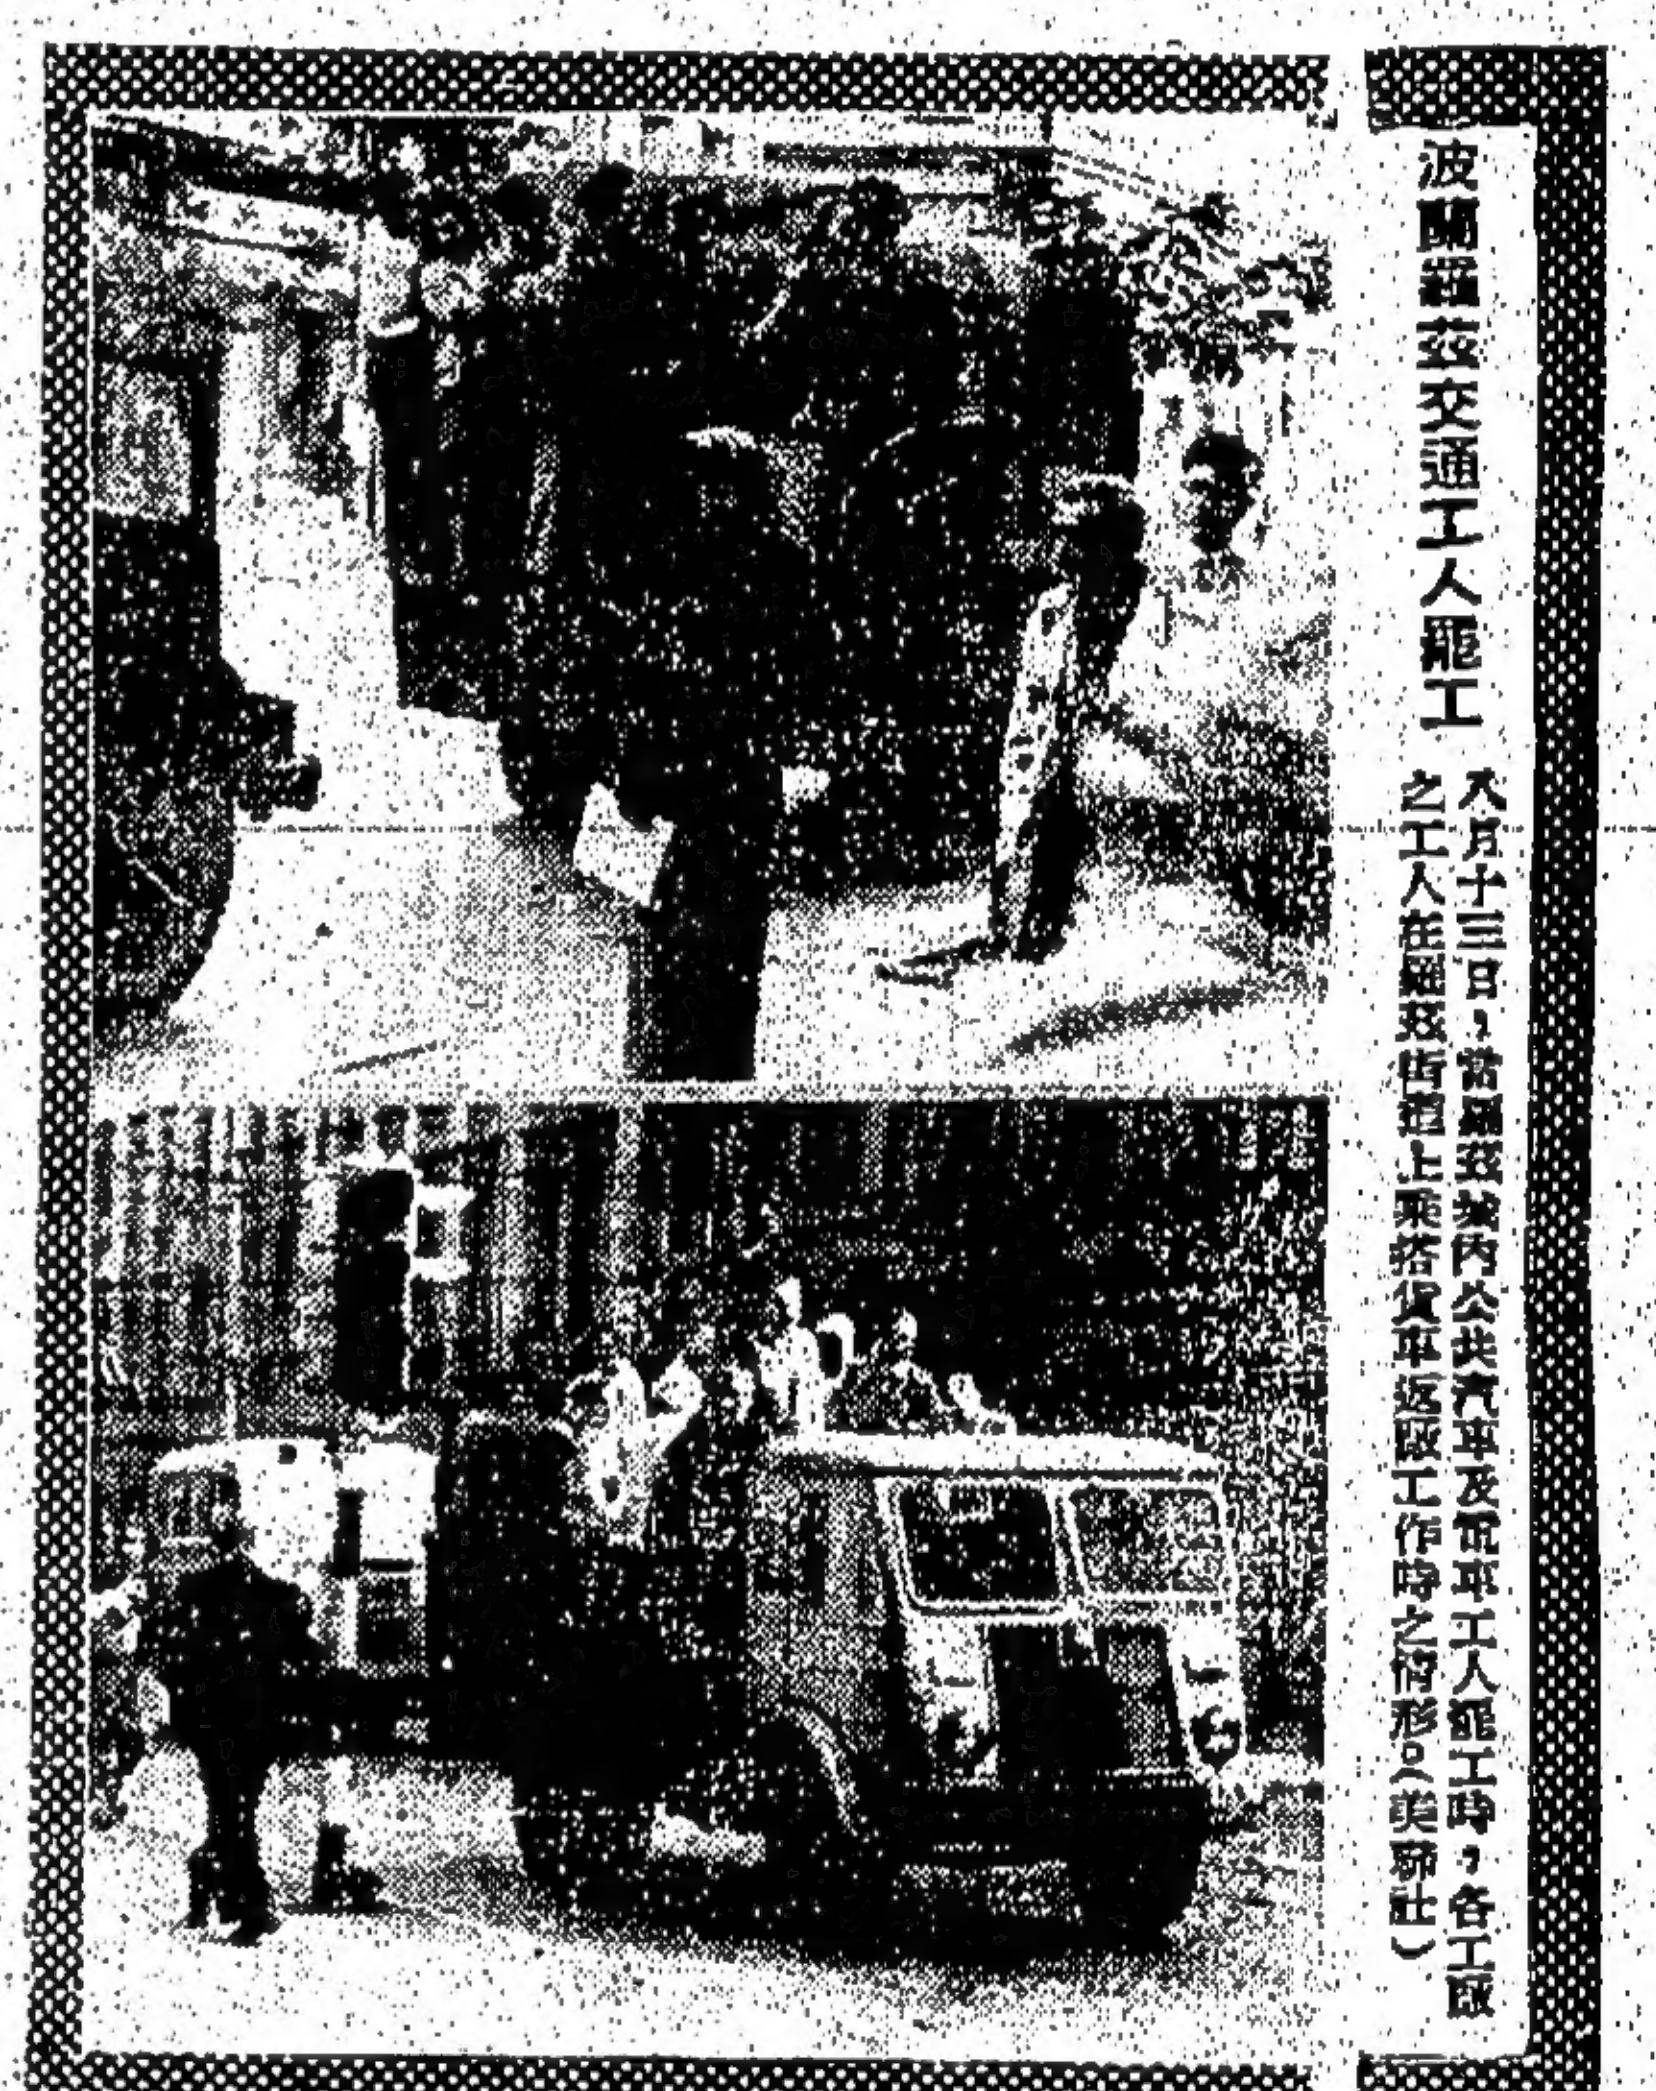 波蘭羅茲交通工人罷工
八月十三日，當羅茲城內公共汽車及電車工人罷工時，各工廠
之工人在羅茲街道上乘搭貨車返廠工作時之情形。（美聯社）